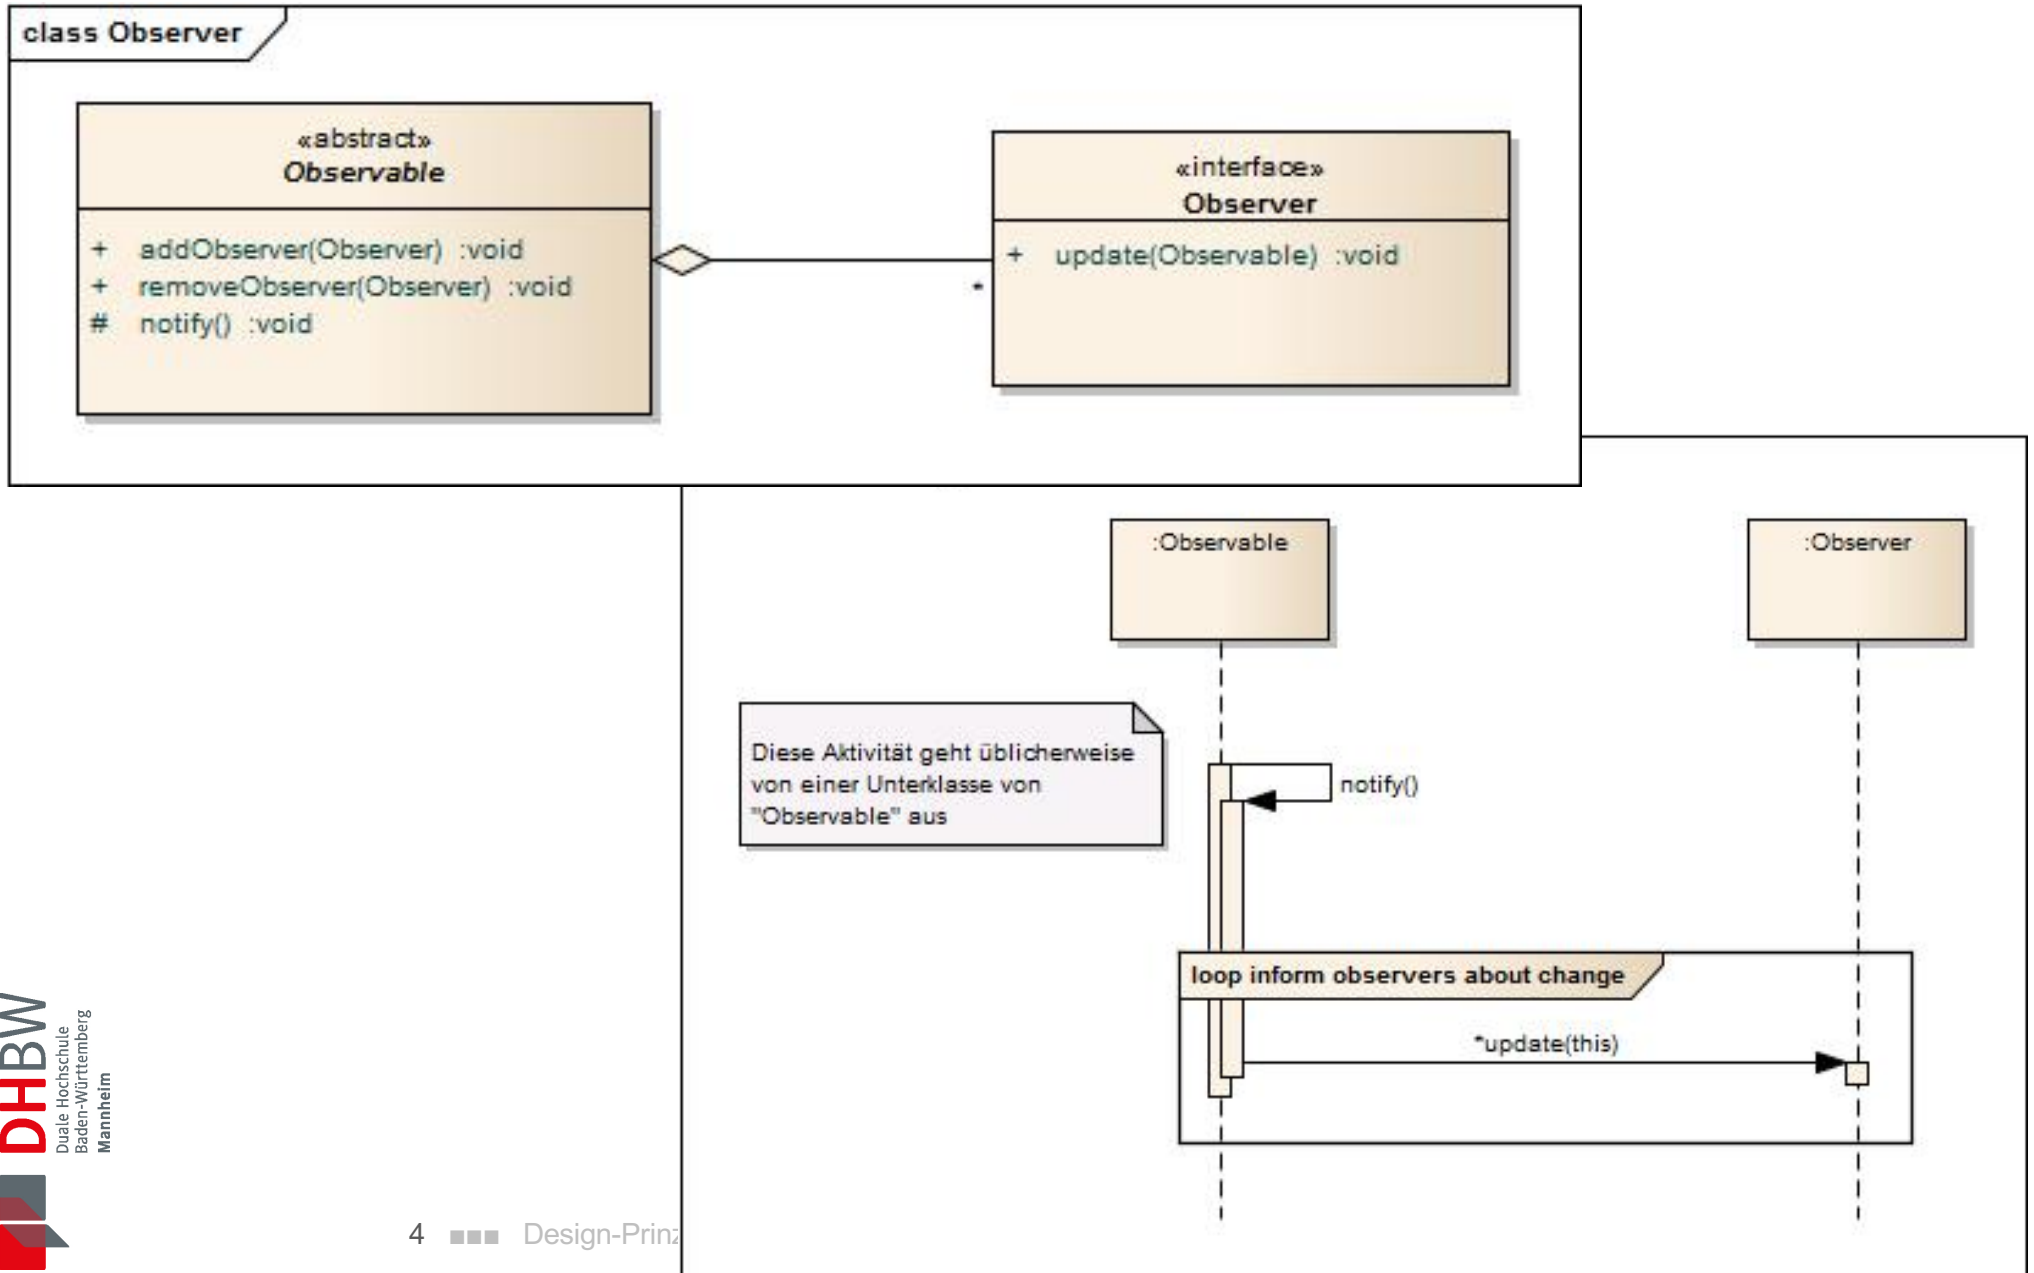 class Observer
«abstract»
Observable
+ addObserver(Observer) :void
+ removeObserver(Observer) :void
# notify() :void
*
«interface»
Observer
+ update(Observable) :void
:Observable
:Observer
Diese Aktivität geht üblicherweise
von einer Unterklasse von
"Observable" aus
notify()
loop inform observers about change
*update(this)
DHBW
Duale Hochschule
Baden-Württemberg
Mannheim
4 Design-Prinz